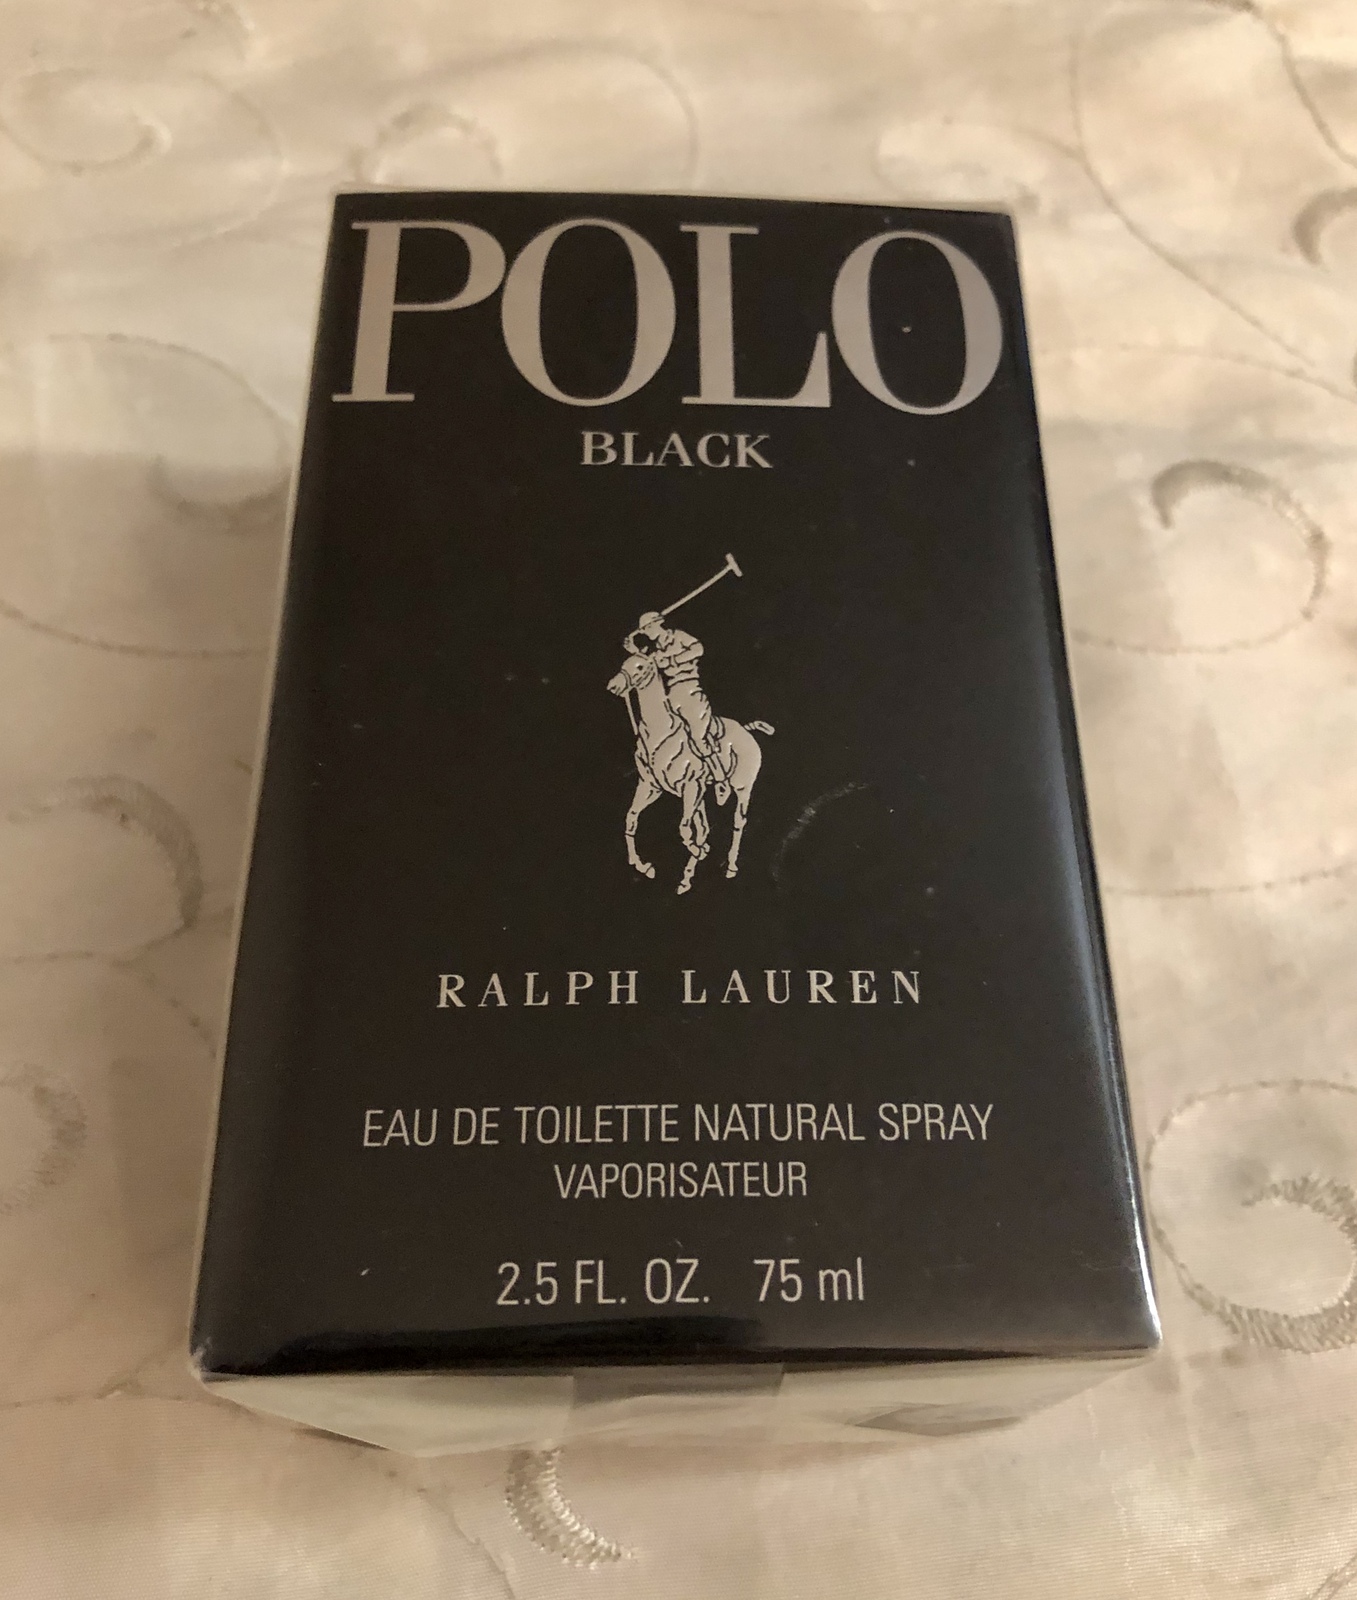 POLO
BLACK
RALPH LAUREN
EAU DE TOILETTE NATURAL SPRAY
VAPORISATEUR
2.5 FL. OZ. 75 ml